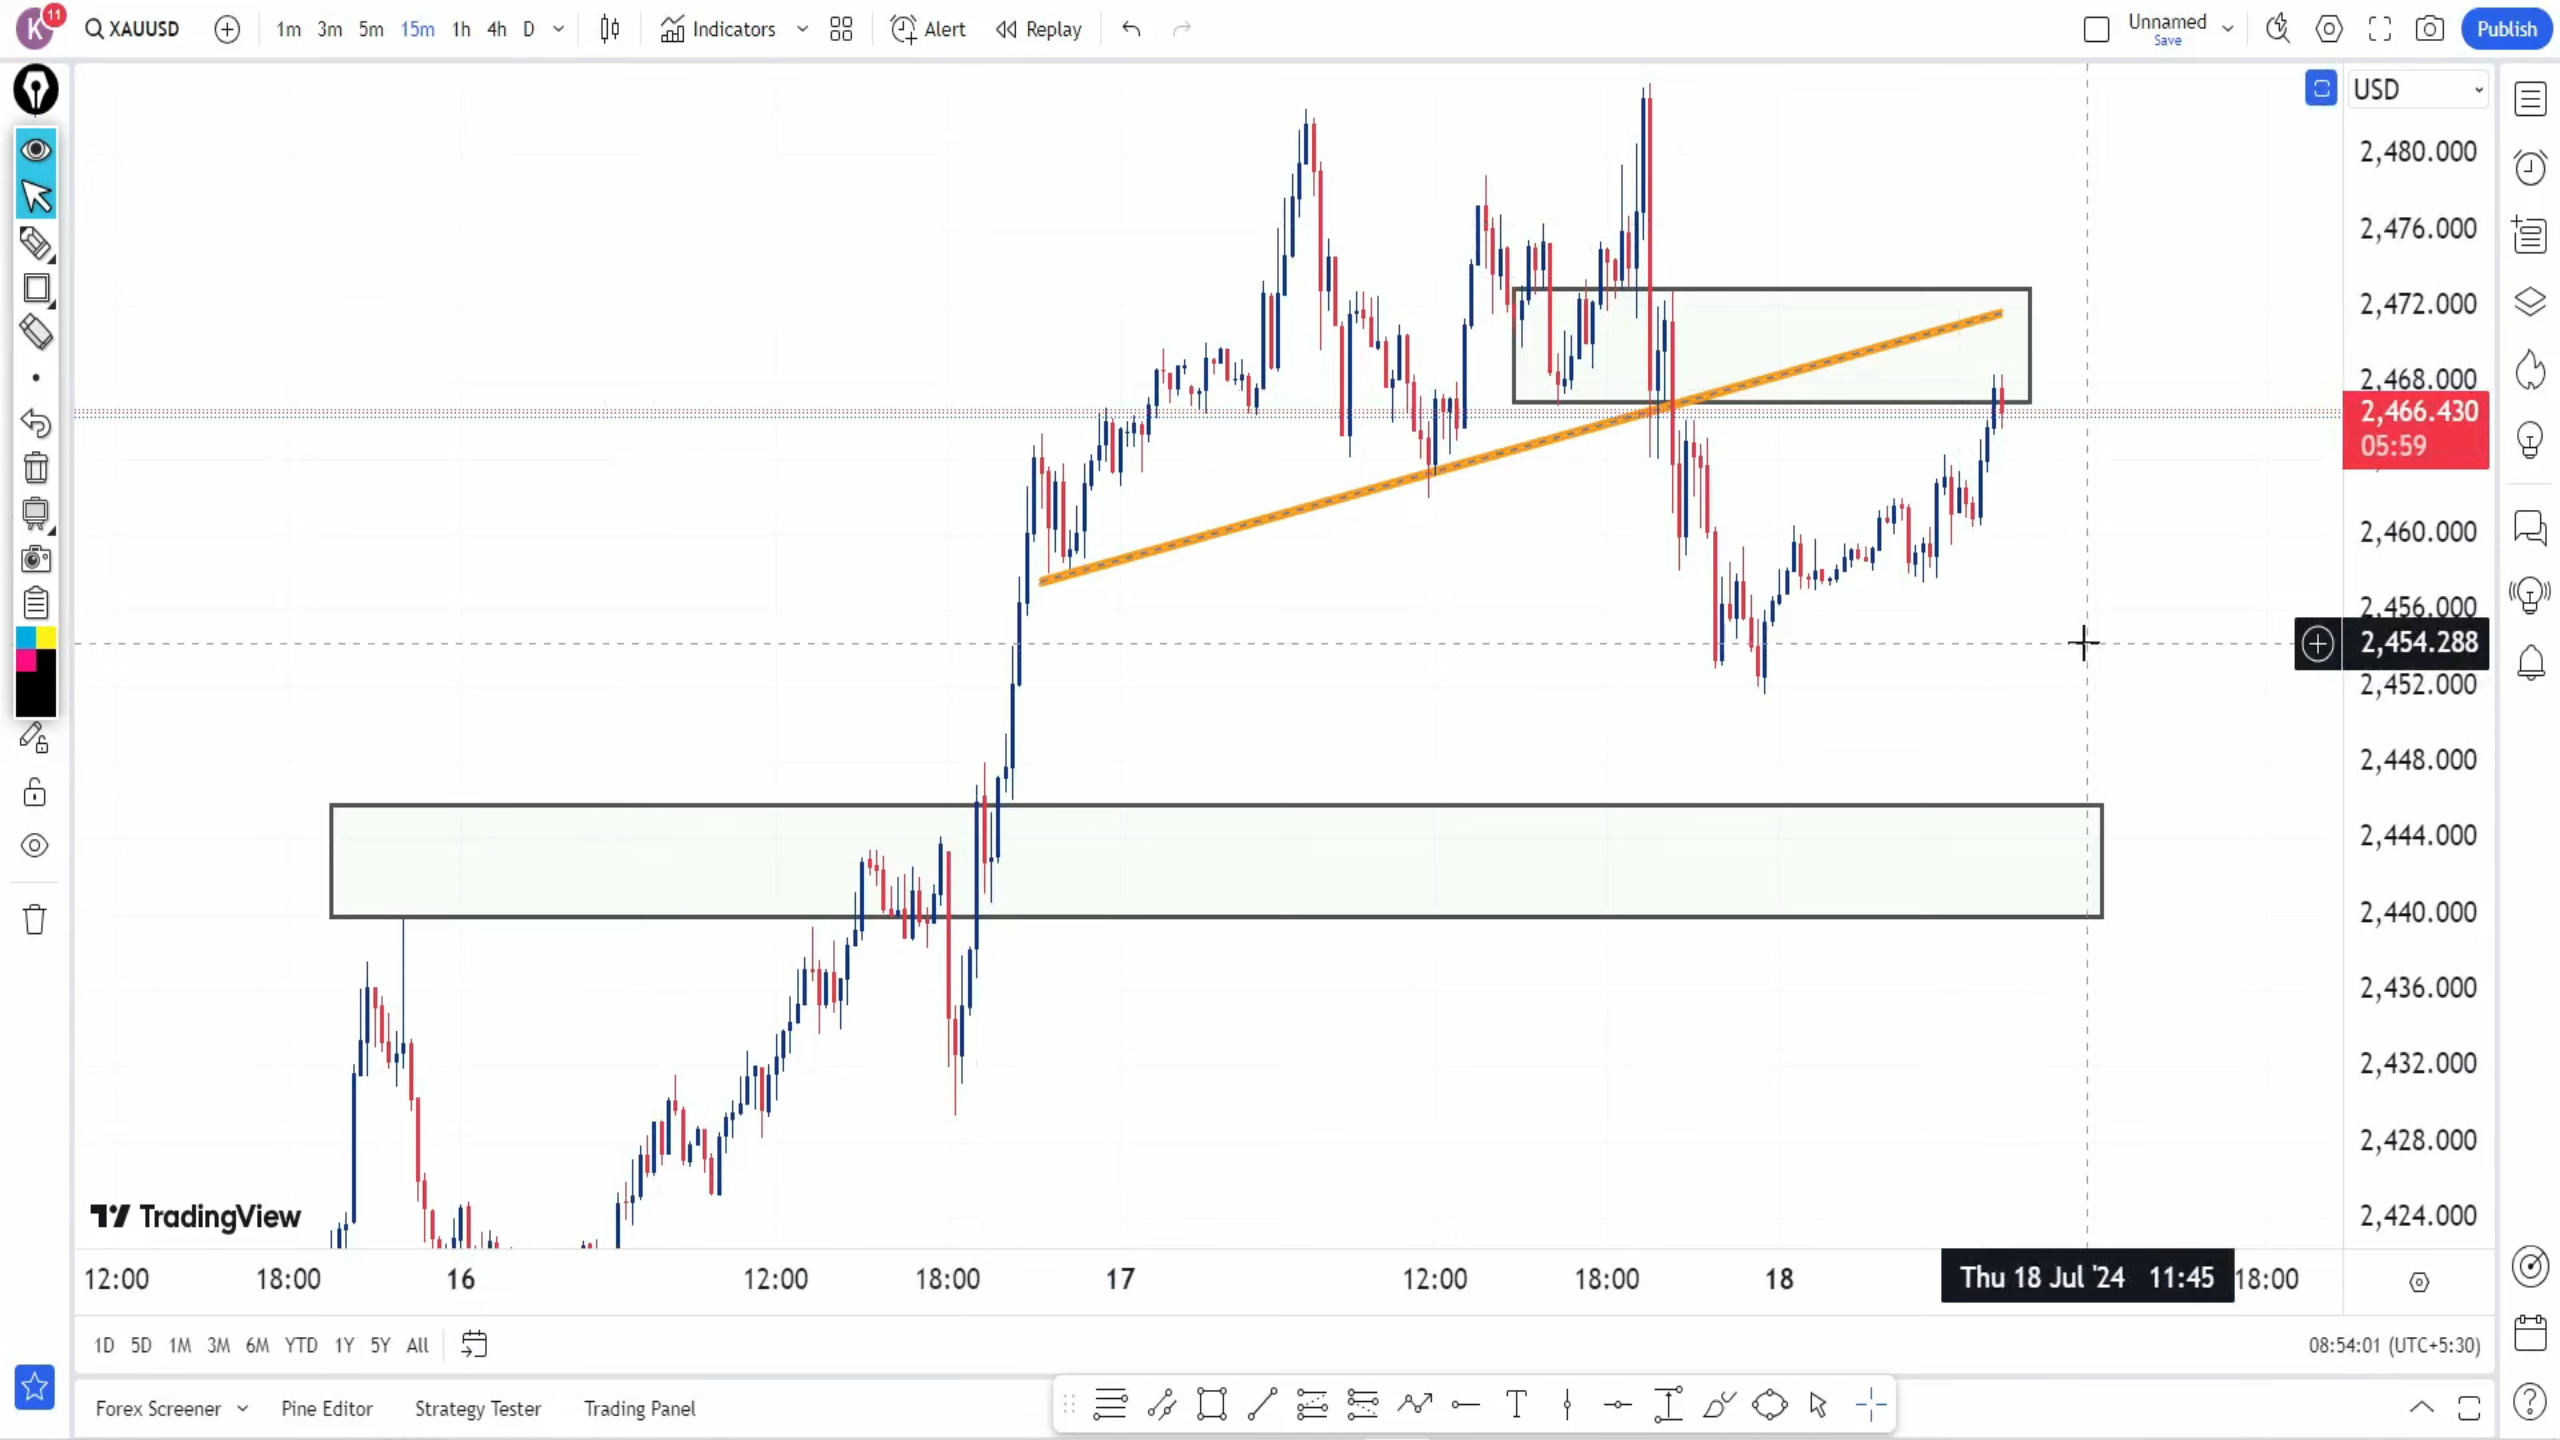 K 11 XAUUSD 1m 3m 5m 15m 1h 4h D Indicators Alert Replay Unnamed Publish
Save
USD
2,480.000
2,476.000
2,472.000
2,468.000
2,466.430
05:59
2,460.000
2,456.000
2,454.288
2,452.000
2,448.000
2,444.000
2,440.000
2,436.000
2,432.000
2,428.000
2,424.000
TradingView
12:00 18:00 16 12:00 18:00 17 12:00 18:00 18 Thu 18 Jul '24 11:45 18:00
1D 5D 1M 3M 6M YTD 1Y 5Y All 08:54:01 (UTC+5:30)
Forex Screener Pine Editor Strategy Tester Trading Panel